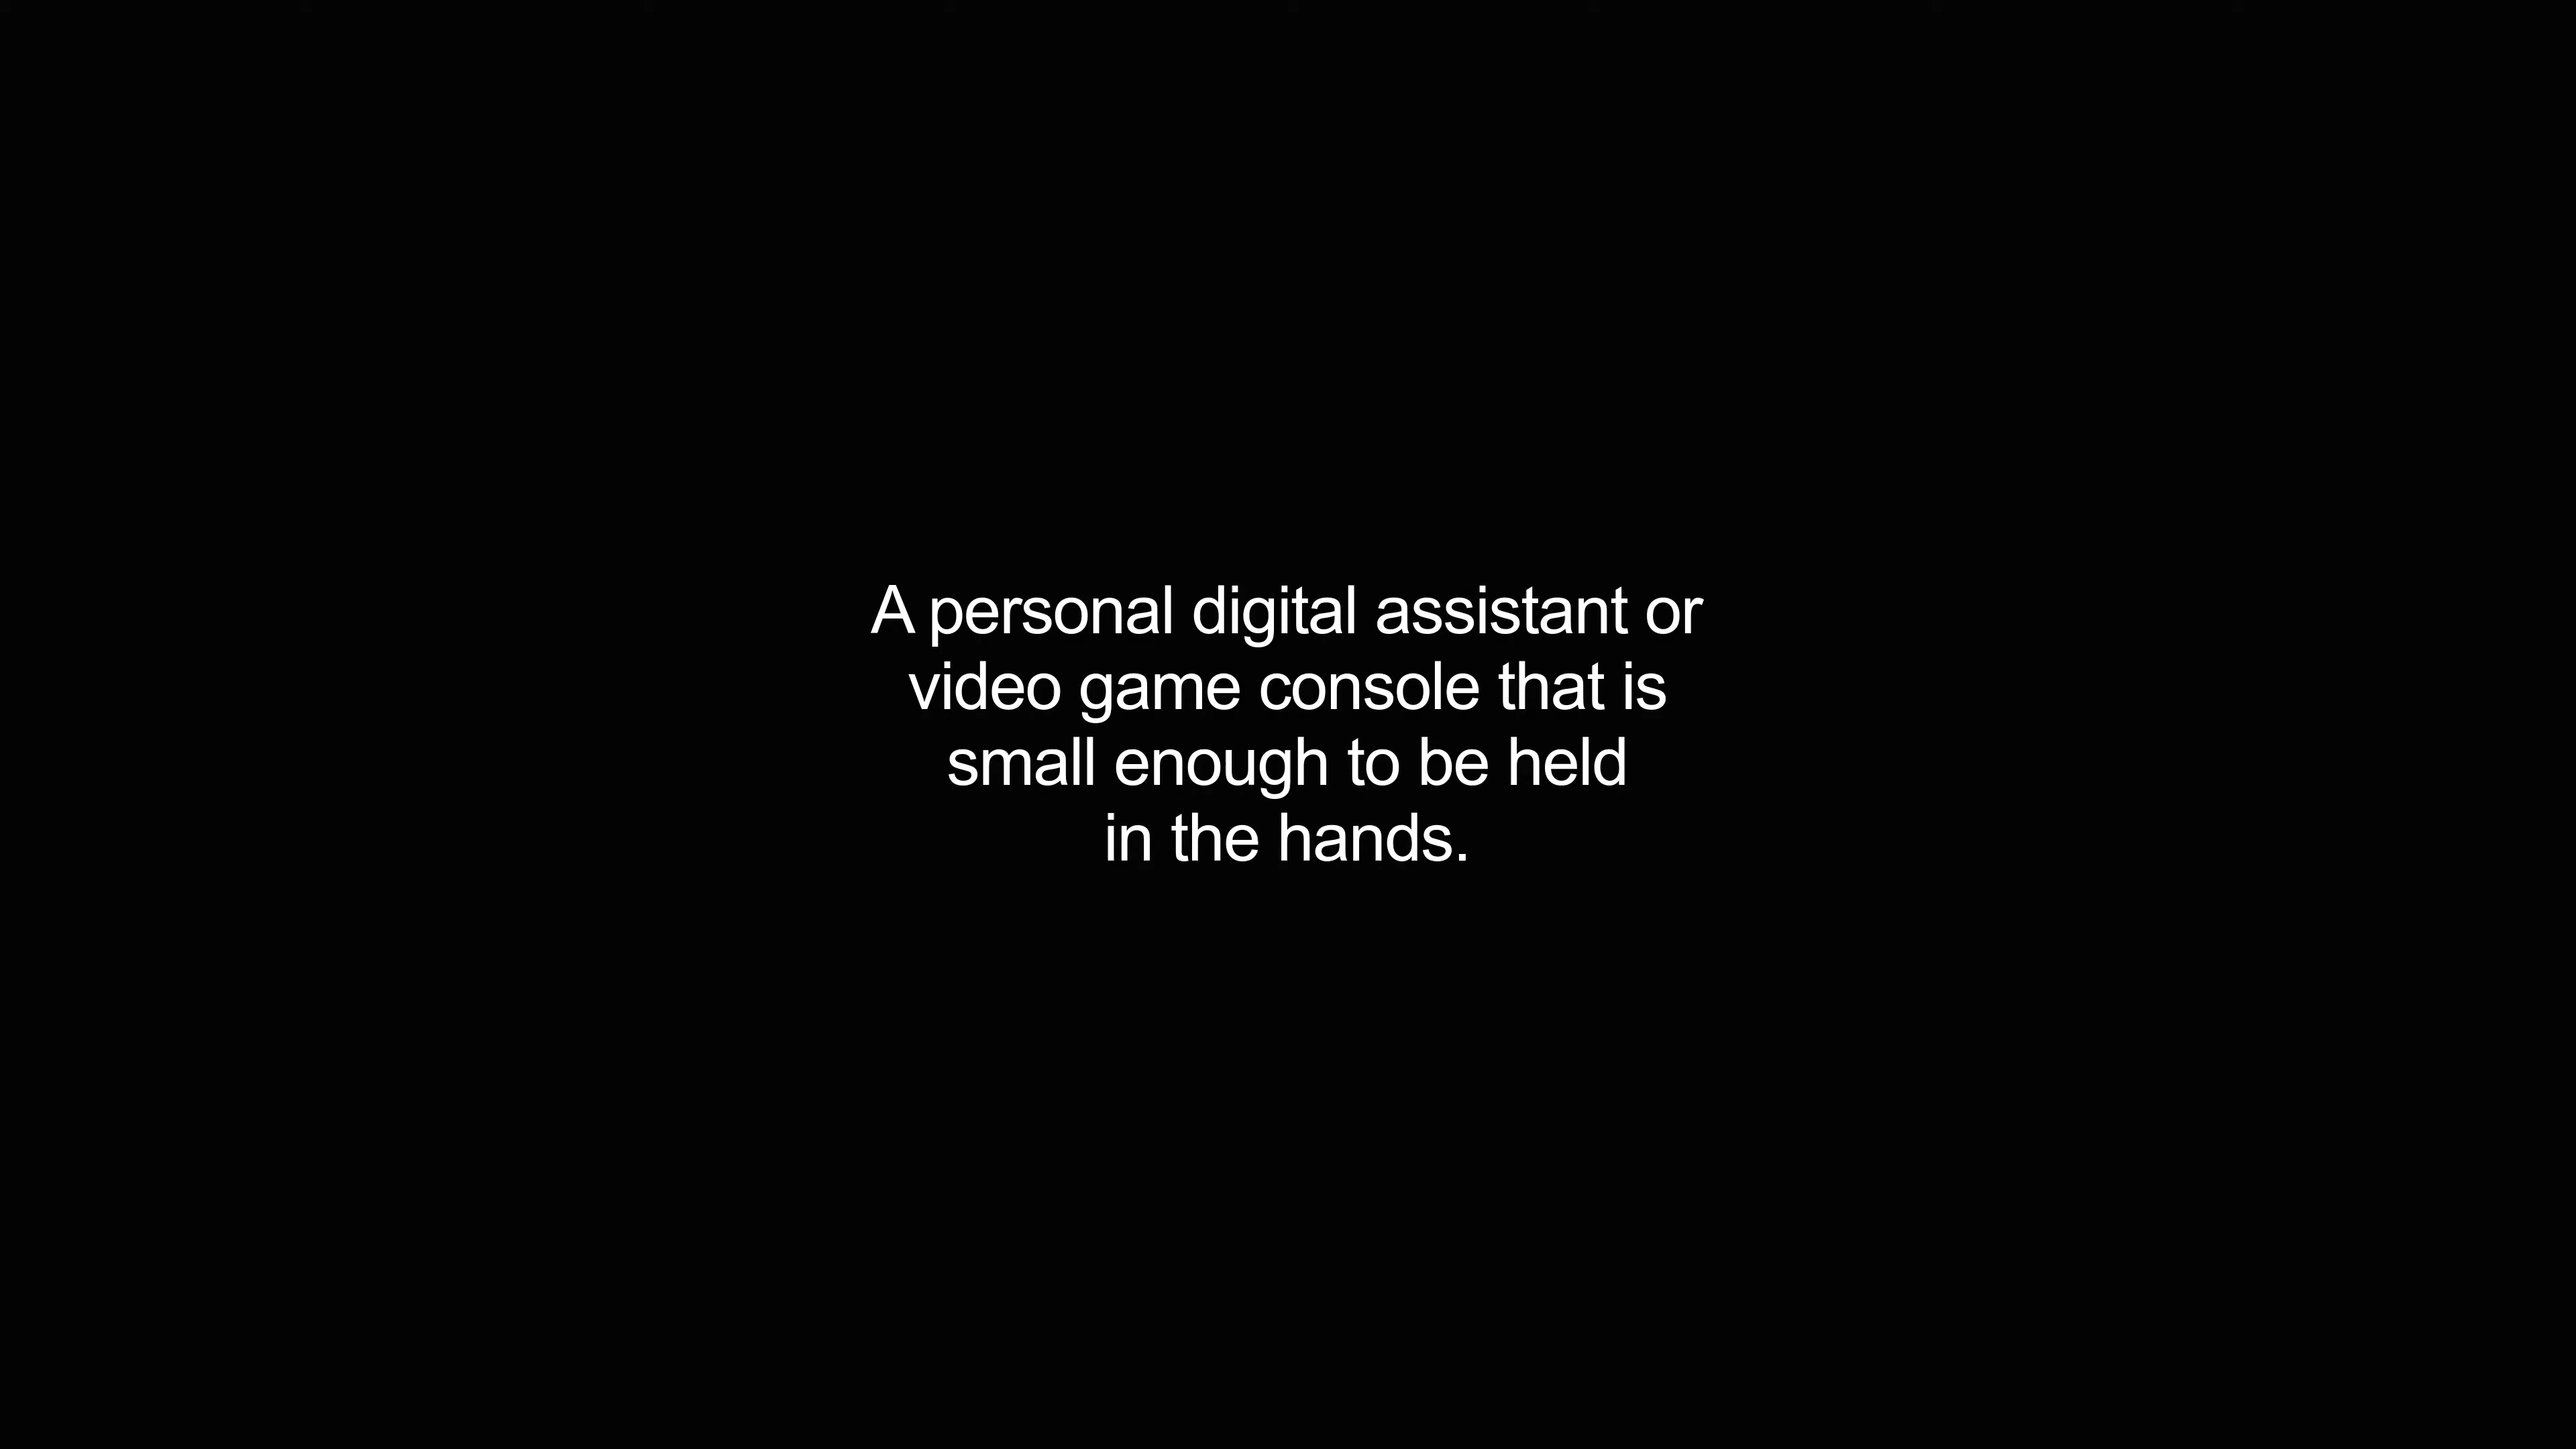 A personal digital assistant or
video game console that is
small enough to be held
in the hands.